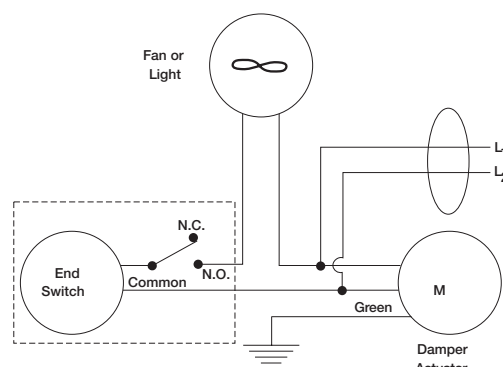 Fan or
Light
N.C.
End
Switch
Common
N.O.
M
Green
Damper